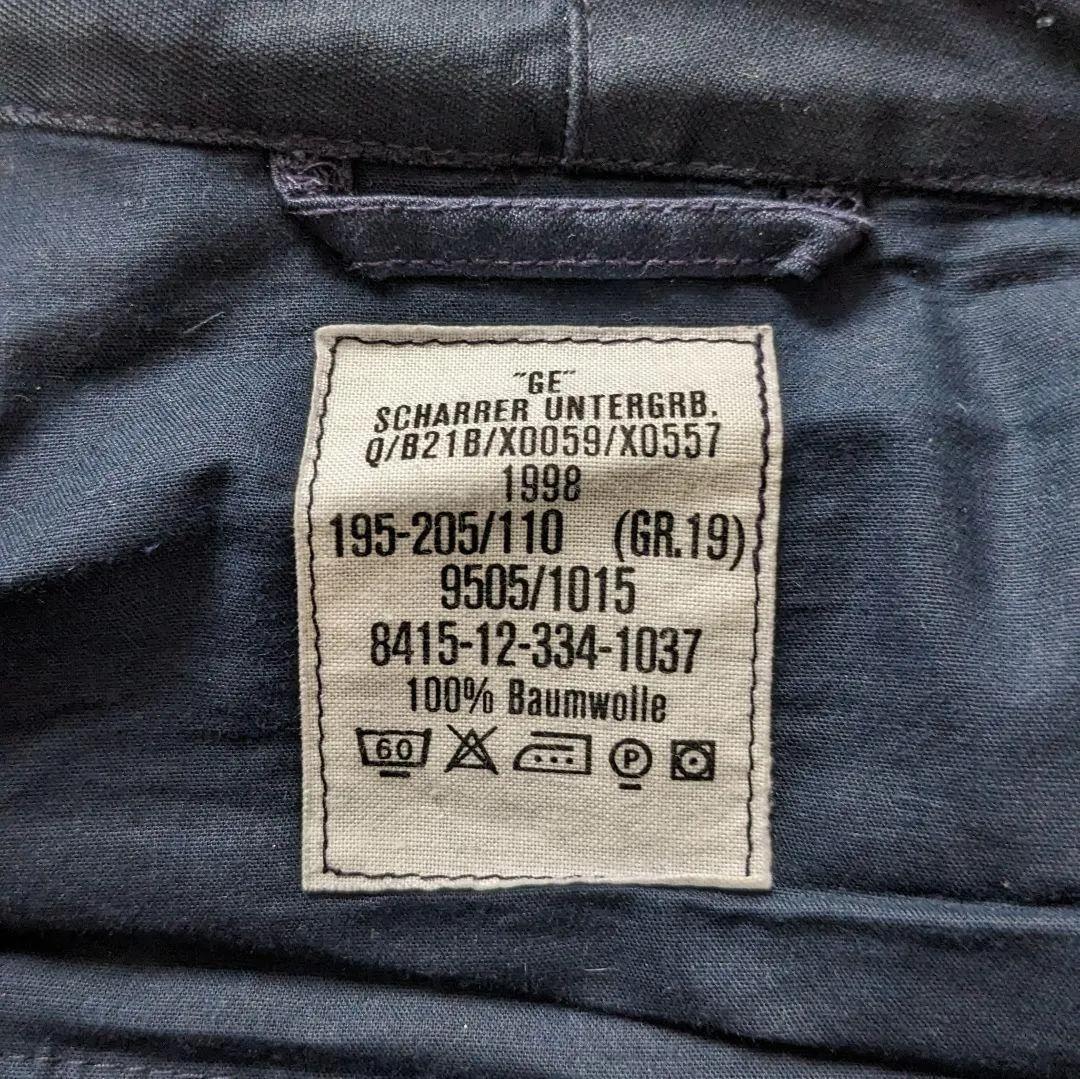 "GE"
SCHARRER UNTERGRB.
Q/B21B/X0059/X0557
1998
195-205/110 (GR.19)
9505/1015
8415-12-334-1037
100% Baumwolle
60 P